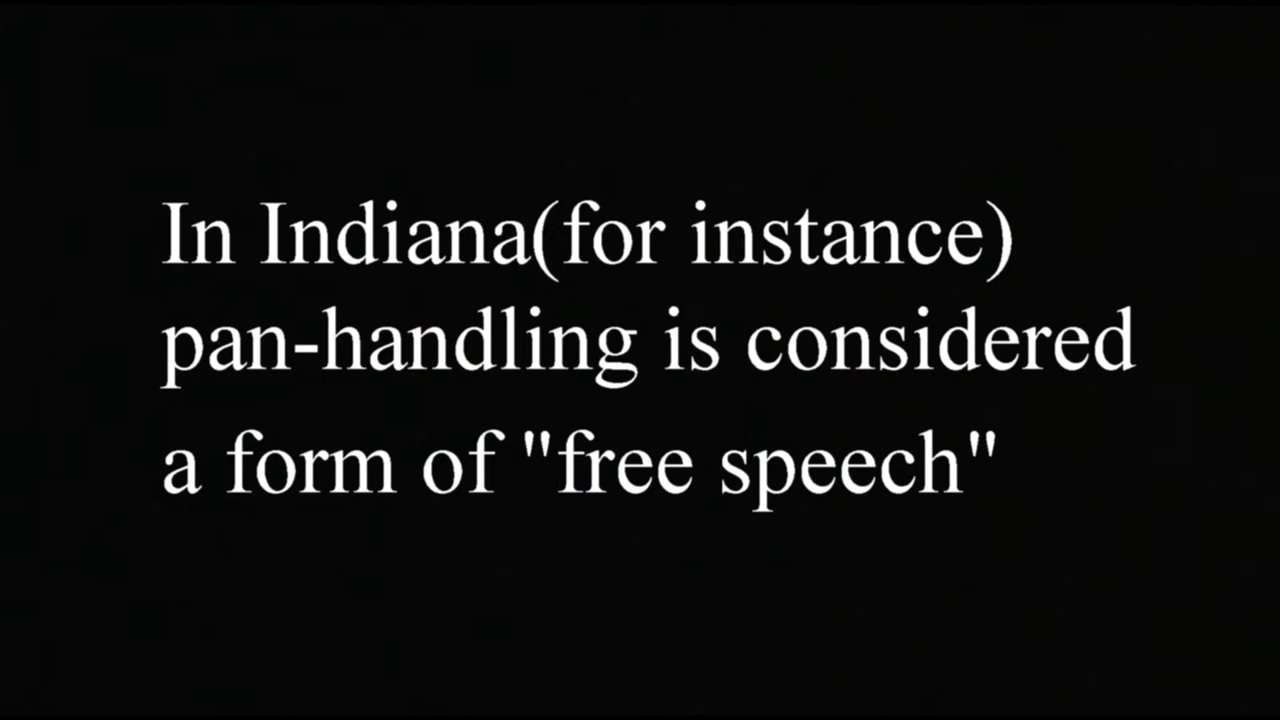 In Indiana(for instance)
pan-handling is considered
a form of "free speech"